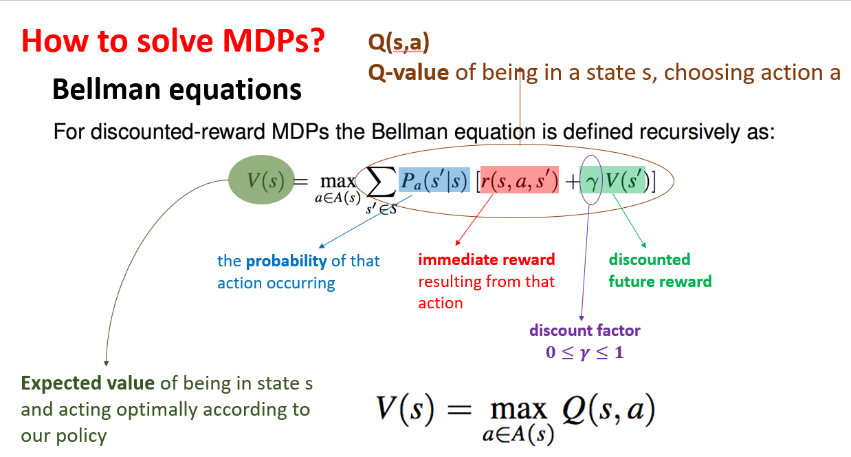 How to solve MDPs?
Q(s,a)
Q-value of being in a state s, choosing action a
Bellman equations
For discounted-reward MDPs the Bellman equation is defined recursively as:
V(s) = max a∈A(s) ∑ s'∈S P_a(s'|s) [r(s, a, s') + γ V(s')]
the probability of that
action occurring
immediate reward
resulting from that
action
discounted
future reward
discount factor
0 ≤ γ ≤ 1
Expected value of being in state s
and acting optimally according to
our policy
V(s) = max a∈A(s) Q(s, a)